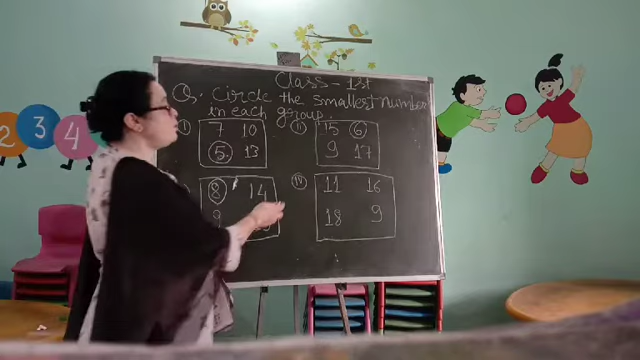 Class - 1st
Q. Circle the smallest number
in each group.
i) 7 10
5 13
ii) 15 6
9 17
8 14
9
iv) 11 16
18 9
2 3 4